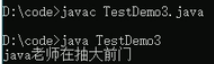 D:\code>javac TestDemo3.java
D:\code>java TestDemo3
java老师在抽大前门